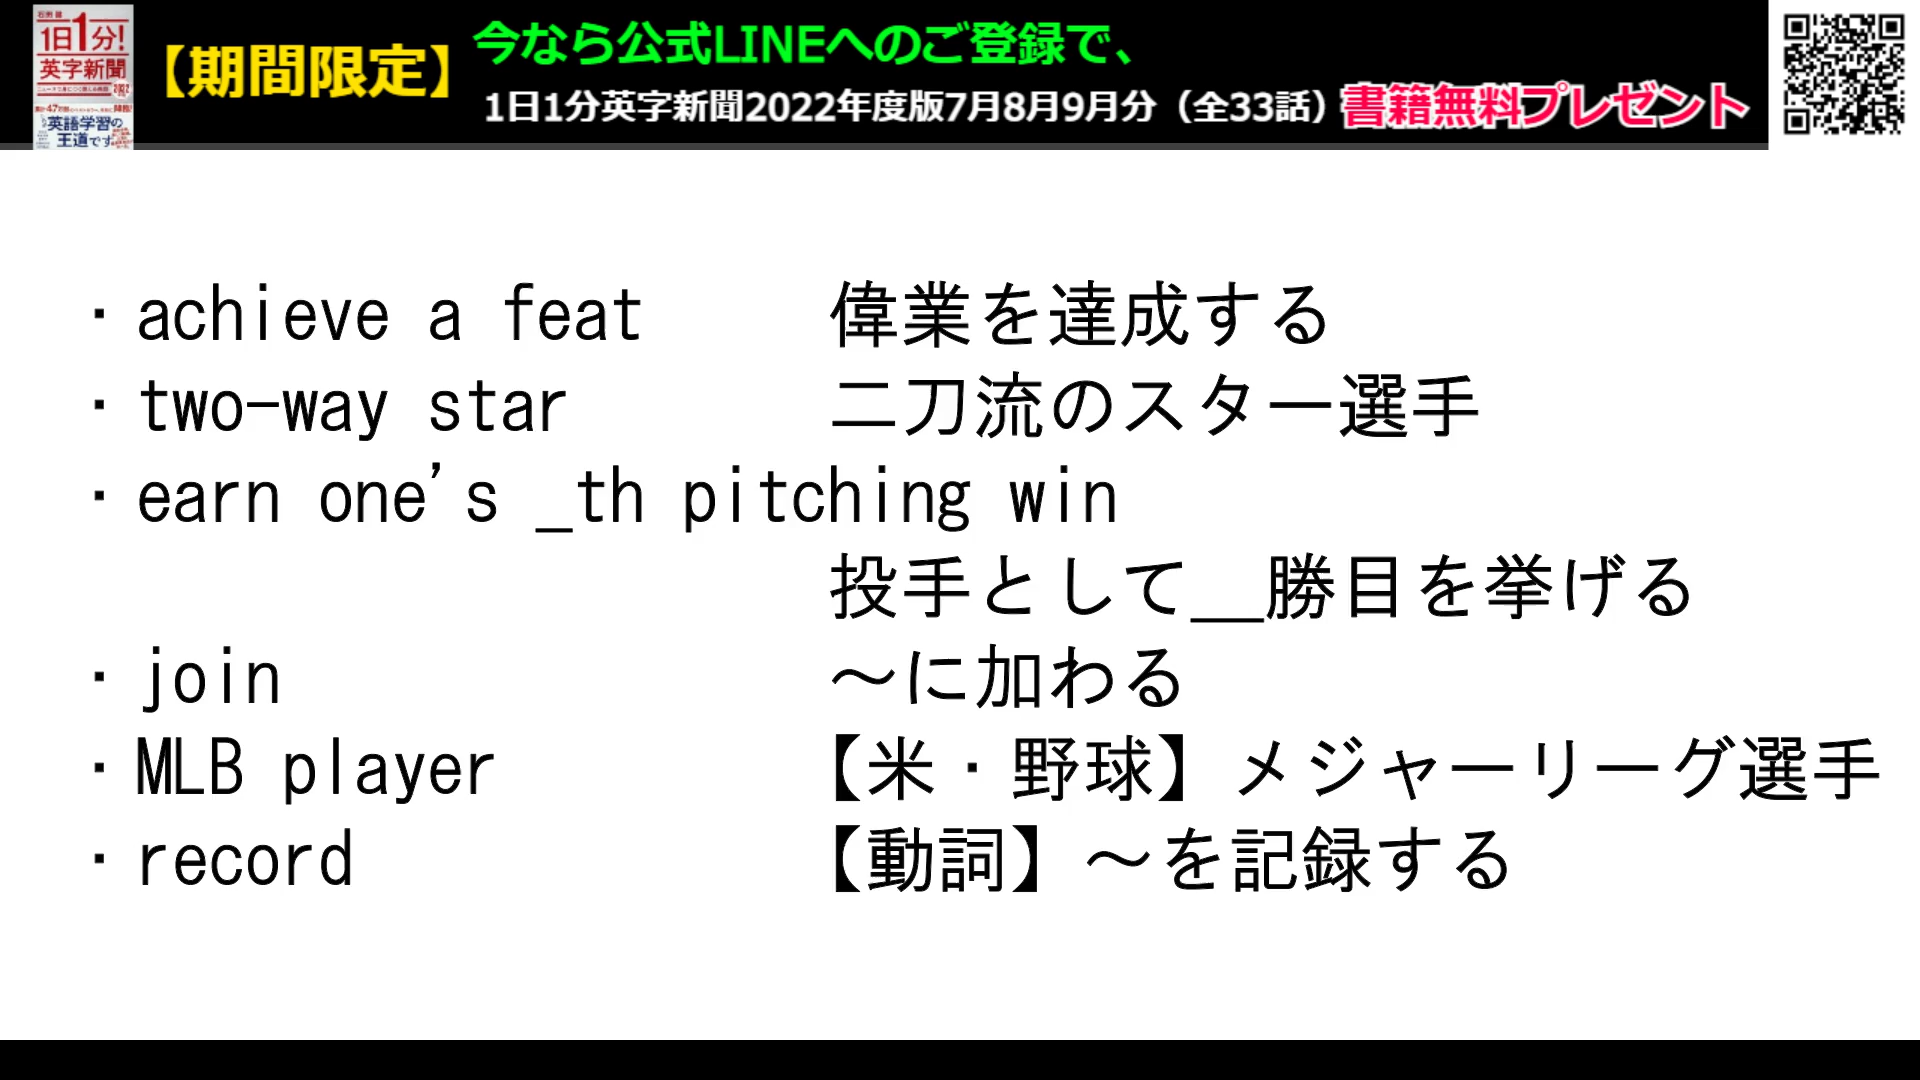 石田 健
1日1分!
英字新聞
2022
英語学習の
王道です
【期間限定】
今なら公式LINEへのご登録で、
1日1分英字新聞2022年度版7月8月9月分（全33話）書籍無料プレゼント
・achieve a feat 偉業を達成する
・two-way star 二刀流のスター選手
・earn one's _th pitching win
投手として__勝目を挙げる
・join ～に加わる
・MLB player 【米・野球】メジャーリーグ選手
・record 【動詞】～を記録する